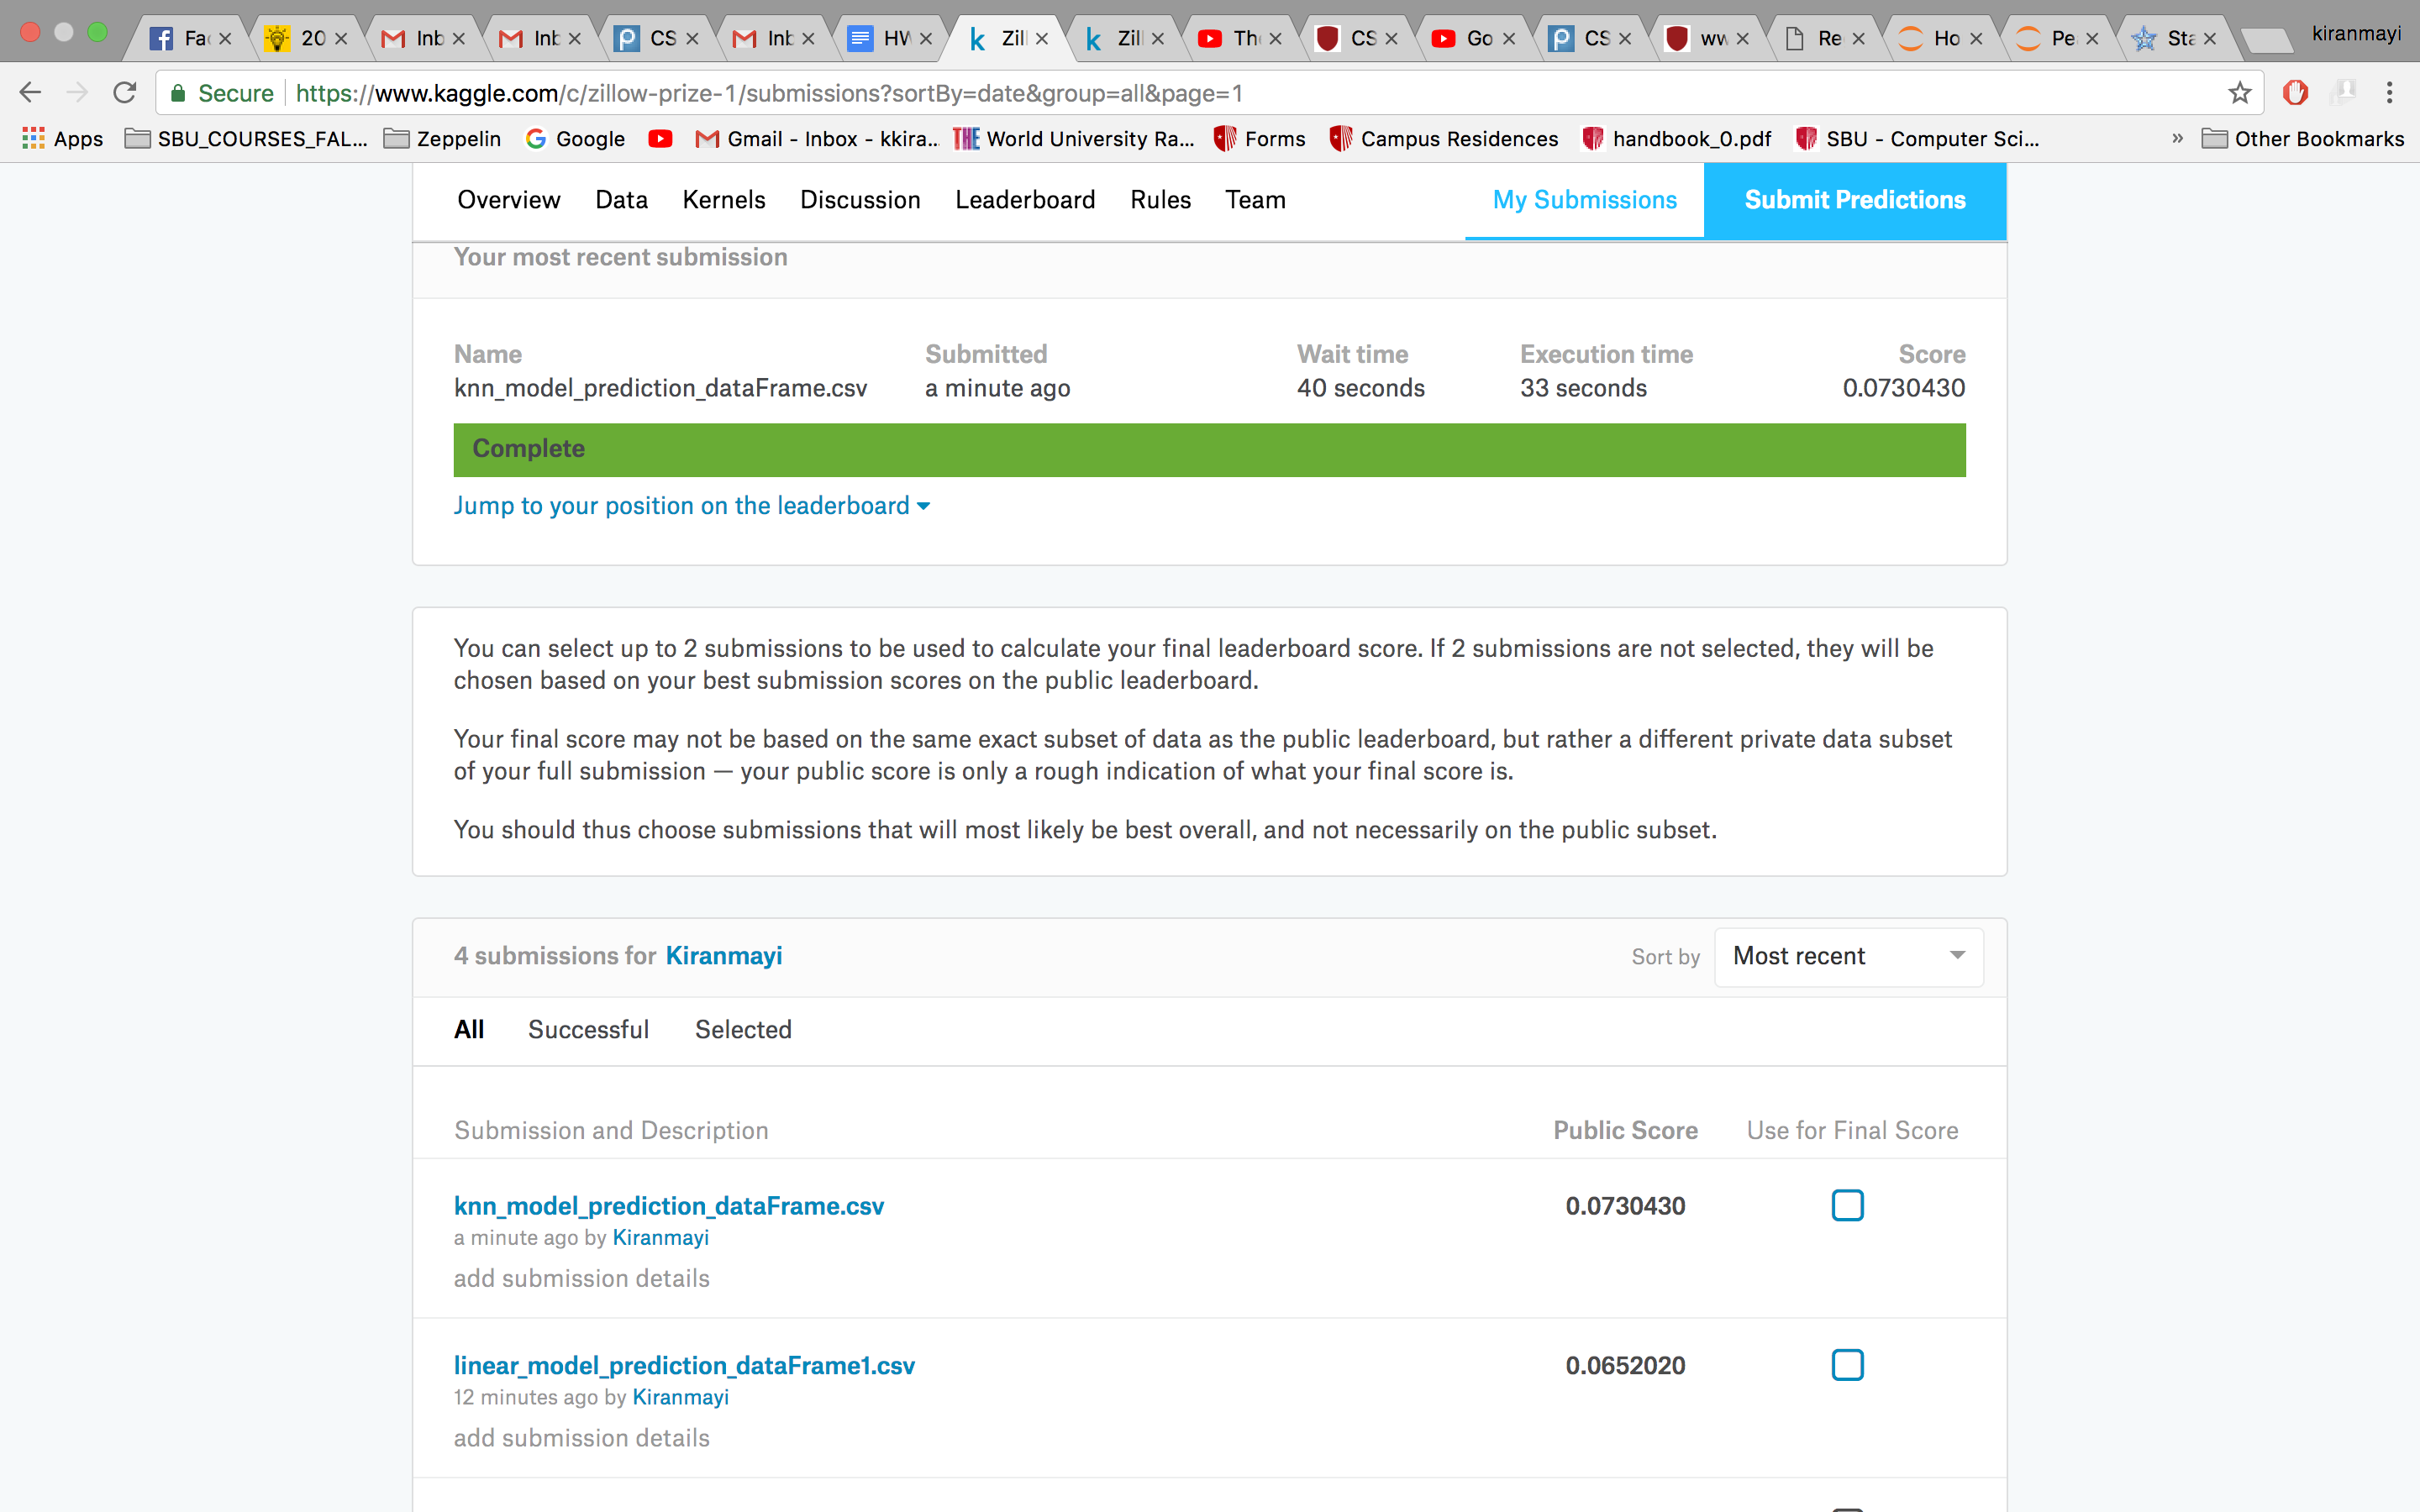 Fa 20 Inb Inb CS Inb HW Zill Zill Th CS Go CS ww Re Ho Pe Sta kiranmayi
Secure https://www.kaggle.com/c/zillow-prize-1/submissions?sortBy=date&group=all&page=1
Apps SBU_COURSES_FAL... Zeppelin Google Gmail - Inbox - kkira... THE World University Ra... Forms Campus Residences handbook_0.pdf SBU - Computer Sci... » Other Bookmarks
Overview Data Kernels Discussion Leaderboard Rules Team My Submissions Submit Predictions
Your most recent submission
Name Submitted Wait time Execution time Score
knn_model_prediction_dataFrame.csv a minute ago 40 seconds 33 seconds 0.0730430
Complete
Jump to your position on the leaderboard
You can select up to 2 submissions to be used to calculate your final leaderboard score. If 2 submissions are not selected, they will be
chosen based on your best submission scores on the public leaderboard.
Your final score may not be based on the same exact subset of data as the public leaderboard, but rather a different private data subset
of your full submission — your public score is only a rough indication of what your final score is.
You should thus choose submissions that will most likely be best overall, and not necessarily on the public subset.
4 submissions for Kiranmayi Sort by Most recent
All Successful Selected
Submission and Description Public Score Use for Final Score
knn_model_prediction_dataFrame.csv 0.0730430
a minute ago by Kiranmayi
add submission details
linear_model_prediction_dataFrame1.csv 0.0652020
12 minutes ago by Kiranmayi
add submission details